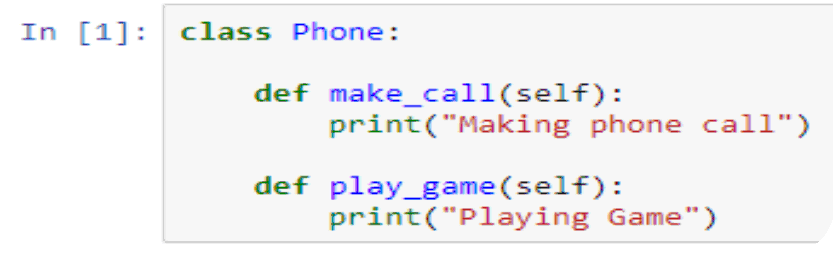 In [1]: class Phone:
def make_call(self):
print("Making phone call")
def play_game(self):
print("Playing Game")